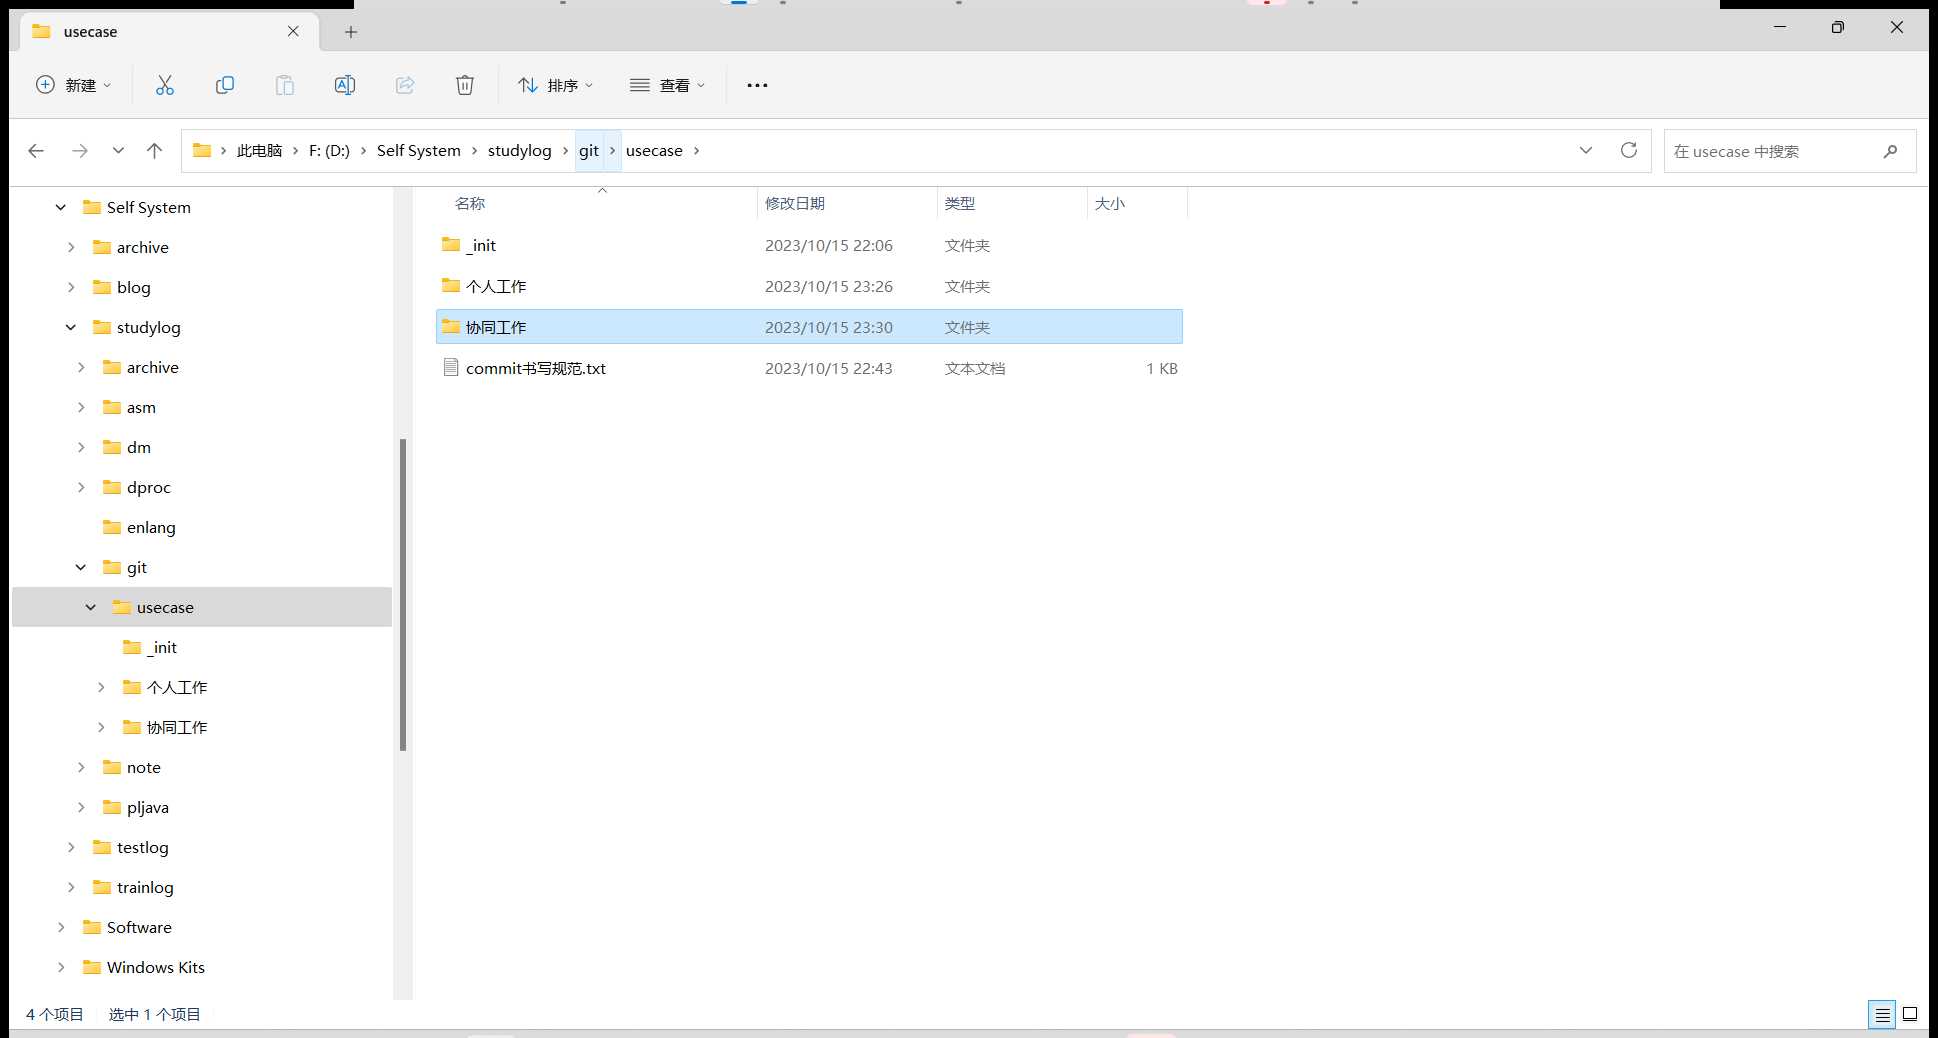 usecase
新建
排序
查看
此电脑 > F: (D:) > Self System > studylog > git > usecase >
在 usecase 中搜索
Self System
archive
blog
studylog
archive
asm
dm
dproc
enlang
git
usecase
_init
个人工作
协同工作
note
pljava
testlog
trainlog
Software
Windows Kits
名称 修改日期 类型 大小
_init 2023/10/15 22:06 文件夹
个人工作 2023/10/15 23:26 文件夹
协同工作 2023/10/15 23:30 文件夹
commit书写规范.txt 2023/10/15 22:43 文本文档 1 KB
4 个项目 选中 1 个项目